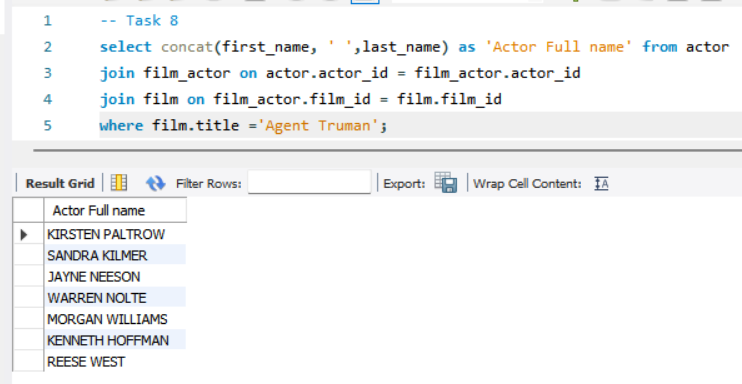 1 -- Task 8
2 select concat(first_name, ' ',last_name) as 'Actor Full name' from actor
3 join film_actor on actor.actor_id = film_actor.actor_id
4 join film on film_actor.film_id = film.film_id
5 where film.title ='Agent Truman';
Result Grid Filter Rows: Export: Wrap Cell Content: IA
Actor Full name
KIRSTEN PALTROW
SANDRA KILMER
JAYNE NEESON
WARREN NOLTE
MORGAN WILLIAMS
KENNETH HOFFMAN
REESE WEST